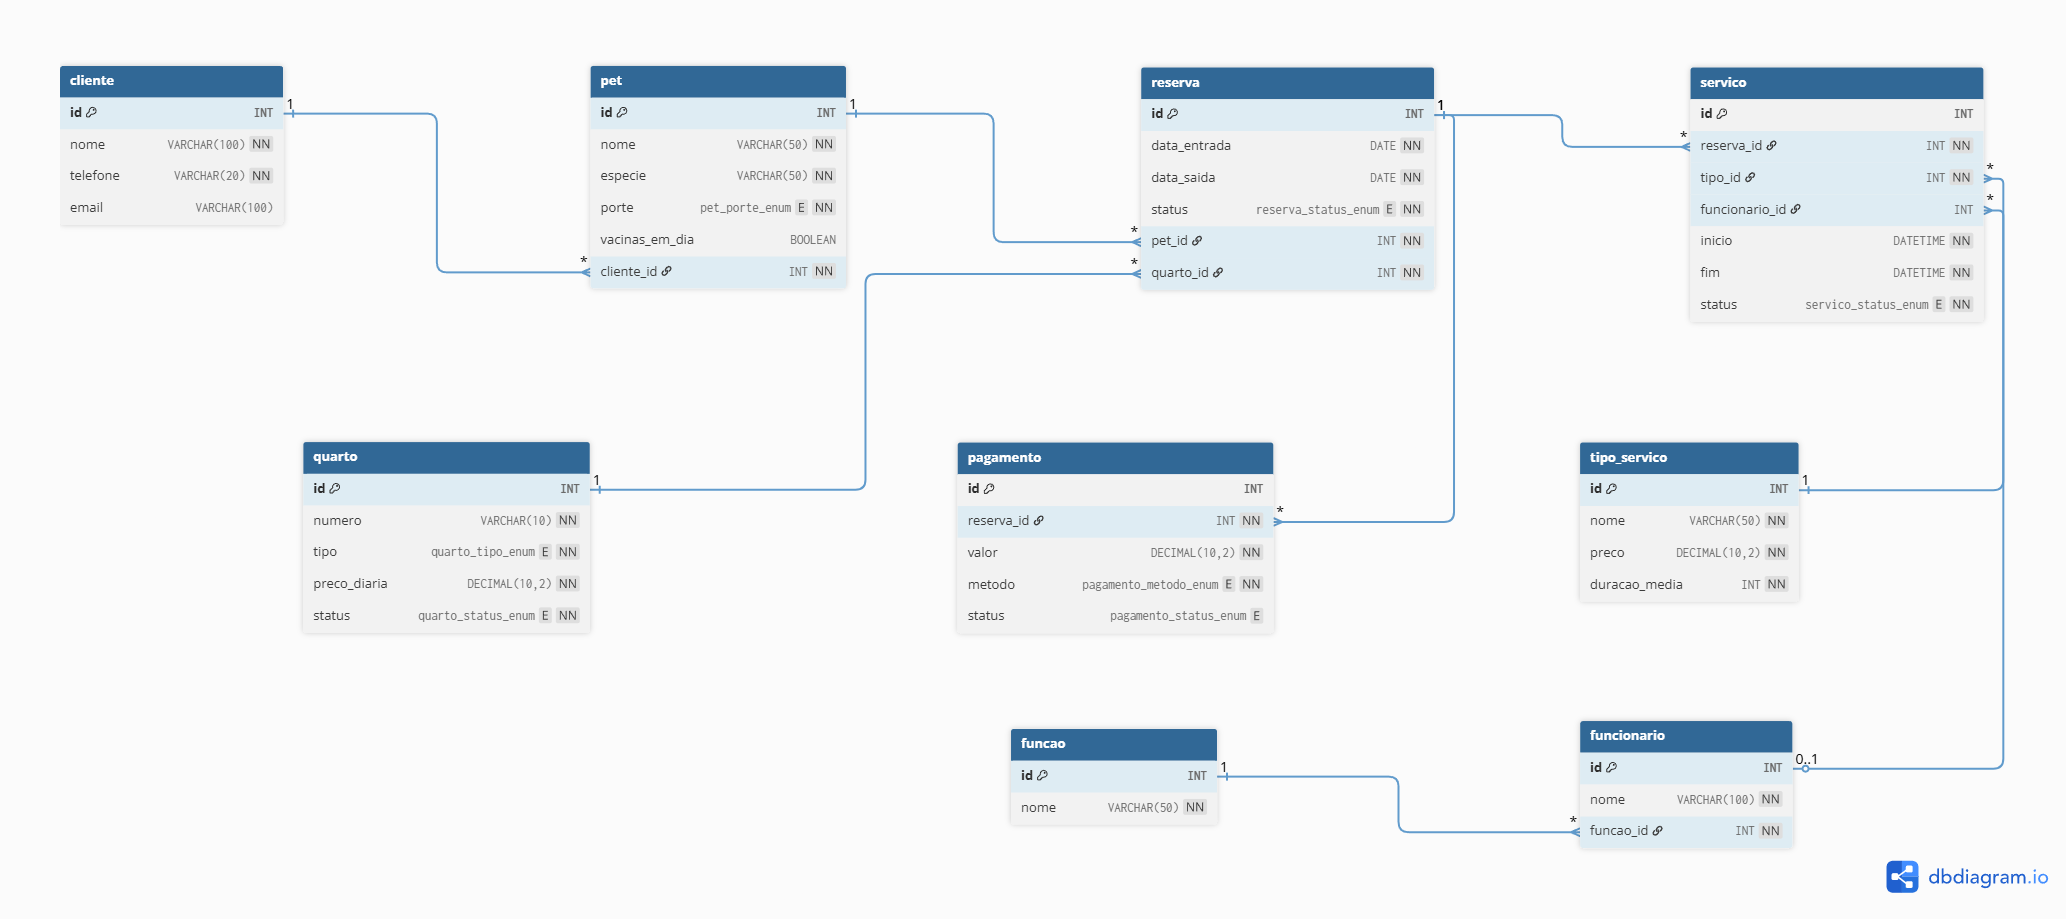 cliente
id INT
nome VARCHAR(100) NN
telefone VARCHAR(20) NN
email VARCHAR(100)
1
*
pet
id INT
nome VARCHAR(50) NN
especie VARCHAR(50) NN
porte pet_porte_enum E NN
vacinas_em_dia BOOLEAN
cliente_id INT NN
1
*
*
reserva
id INT
data_entrada DATE NN
data_saida DATE NN
status reserva_status_enum E NN
pet_id INT NN
quarto_id INT NN
1
*
servico
id INT
reserva_id INT NN
tipo_id INT NN
funcionario_id INT
inicio DATETIME NN
fim DATETIME NN
status servico_status_enum E NN
*
*
quarto
id INT
numero VARCHAR(10) NN
tipo quarto_tipo_enum E NN
preco_diaria DECIMAL(10,2) NN
status quarto_status_enum E NN
1
pagamento
id INT
reserva_id INT NN
valor DECIMAL(10,2) NN
metodo pagamento_metodo_enum E NN
status pagamento_status_enum E
*
tipo_servico
id INT
nome VARCHAR(50) NN
preco DECIMAL(10,2) NN
duracao_media INT NN
1
funcao
id INT
nome VARCHAR(50) NN
1
*
funcionario
id INT
nome VARCHAR(100) NN
funcao_id INT NN
0..1
dbdiagram.io